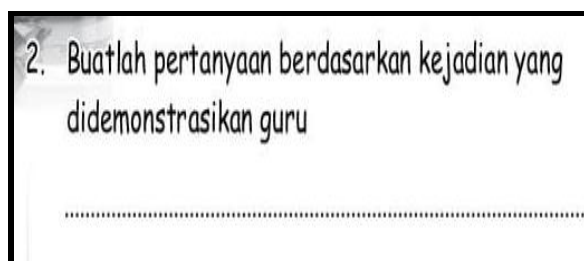 2. Buatlah pertanyaan berdasarkan kejadian yang
didemonstrasikan guru
................................................................................